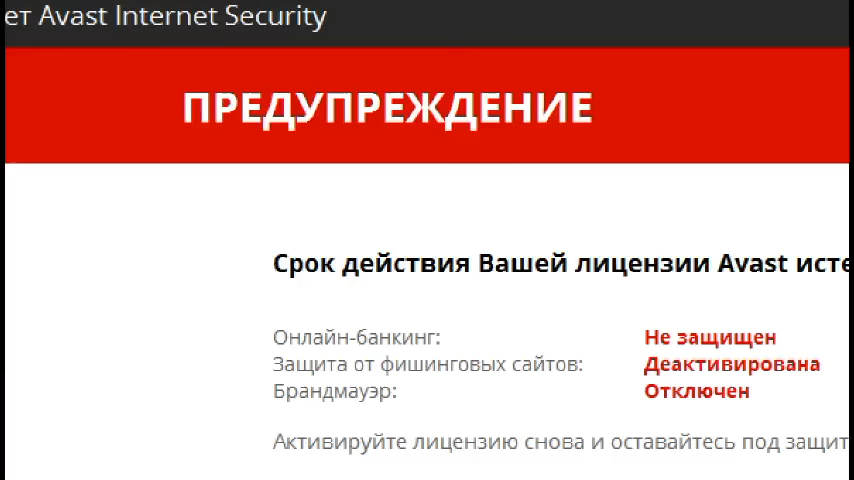 ет Avast Internet Security
ПРЕДУПРЕЖДЕНИЕ
Срок действия Вашей лицензии Avast исте
Онлайн-банкинг: Не защищен
Защита от фишинговых сайтов: Деактивирована
Брандмауэр: Отключен
Активируйте лицензию снова и оставайтесь под защит